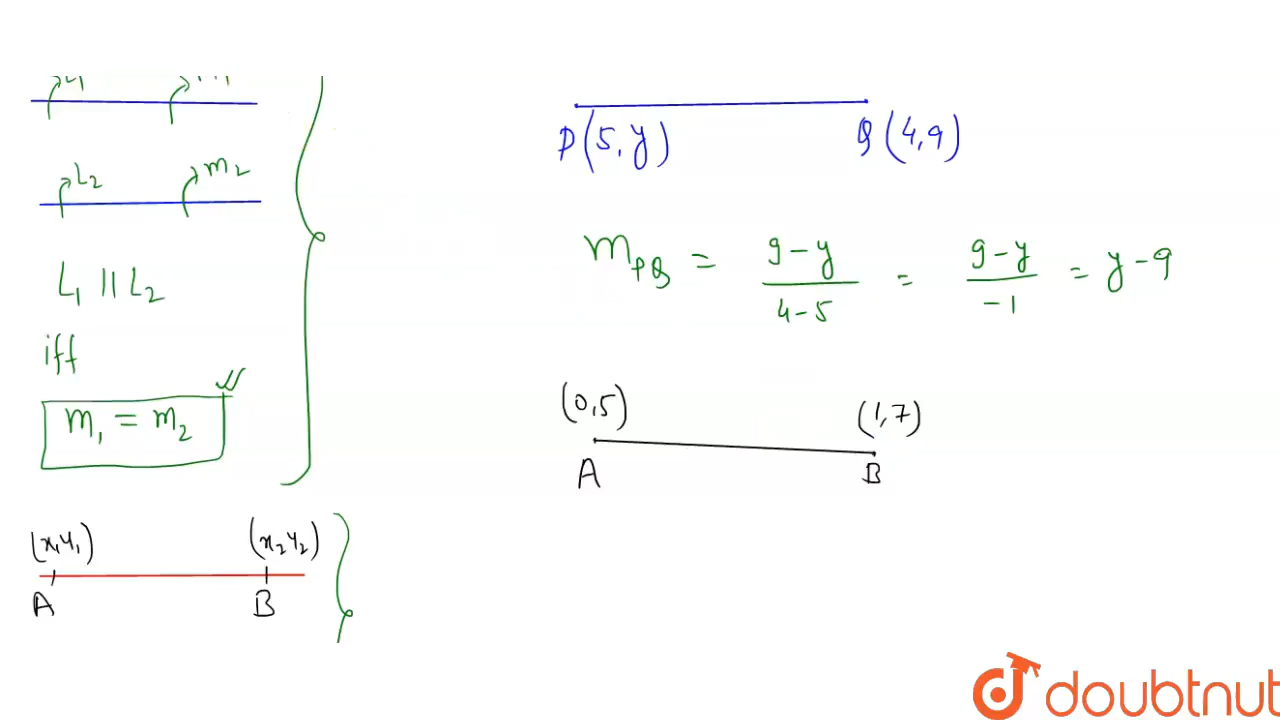 L₂ m₂
L₁ || L₂
iff
m₁ = m₂
(x₁y₁) (x₂y₂)
A B
P(5, y) Q(4,9)
m_PQ = 9-y/4-5 = 9-y/-1 = y-9
(0,5) (1,7)
A B
doubtnut